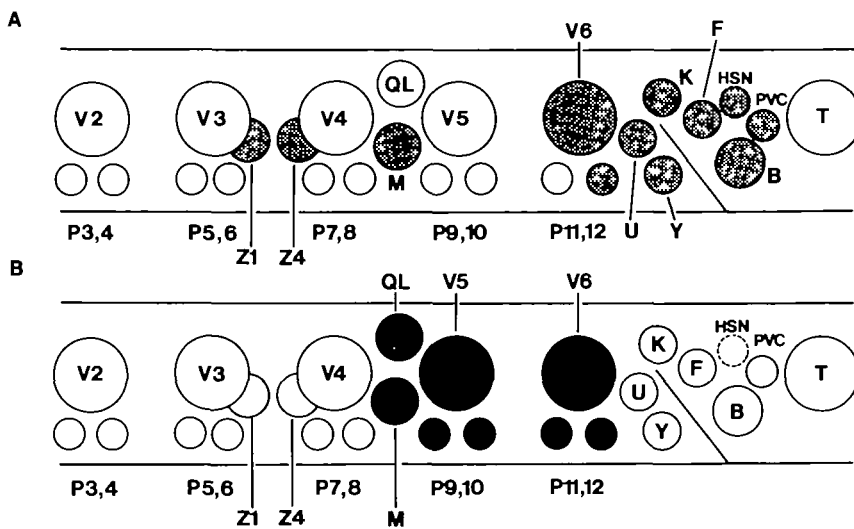 A
V6
F
QL
K
HSN
PVC
V2
V3
V4
V5
T
M
B
P3,4
P5,6
P7,8
P9,10
P11,12
U
Y
Z1
Z4
B
QL
V5
V6
HSN
PVC
K
V2
V3
V4
F
T
U
B
Y
P3,4
P5,6
P7,8
P9,10
P11,12
Z1
Z4
M